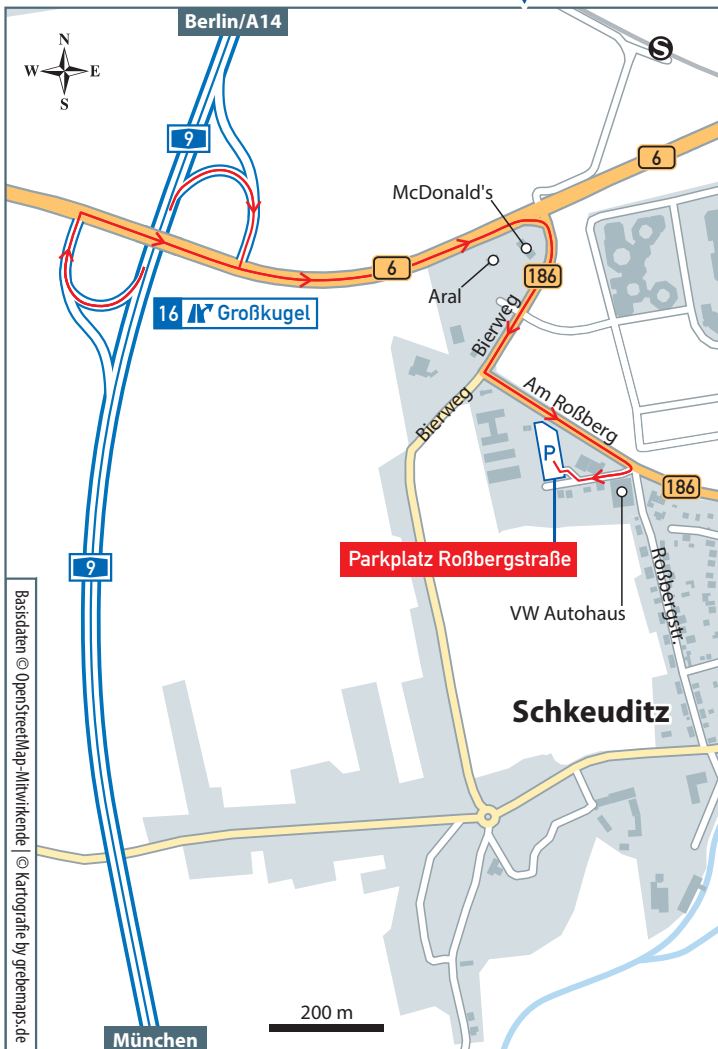 Berlin/A14
N
W E
S
S
9
6
McDonald's
6
186
Aral
16 Großkugel
Bierweg
Bierweg
Am Roßberg
P
186
Parkplatz Roßbergstraße
9
Roßbergstr.
VW Autohaus
Schkeuditz
Basisdaten © OpenStreetMap-Mitwirkende | © Kartografie by grebemaps.de
200 m
München